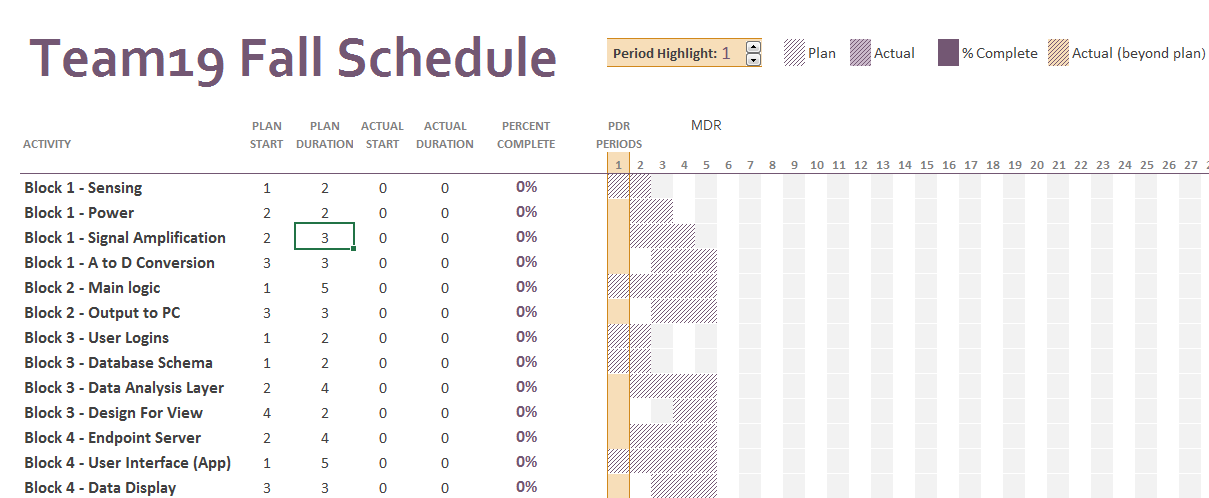 Team19 Fall Schedule
Period Highlight: 1 Plan Actual % Complete Actual (beyond plan)
PLAN PLAN ACTUAL ACTUAL PERCENT PDR MDR
ACTIVITY START DURATION START DURATION COMPLETE PERIODS
1 2 3 4 5 6 7 8 9 10 11 12 13 14 15 16 17 18 19 20 21 22 23 24 25 26 27
Block 1 - Sensing 1 2 0 0 0%
Block 1 - Power 2 2 0 0 0%
Block 1 - Signal Amplification 2 3 0 0 0%
Block 1 - A to D Conversion 3 3 0 0 0%
Block 2 - Main logic 1 5 0 0 0%
Block 2 - Output to PC 3 3 0 0 0%
Block 3 - User Logins 1 2 0 0 0%
Block 3 - Database Schema 1 2 0 0 0%
Block 3 - Data Analysis Layer 2 4 0 0 0%
Block 3 - Design For View 4 2 0 0 0%
Block 4 - Endpoint Server 2 4 0 0 0%
Block 4 - User Interface (App) 1 5 0 0 0%
Block 4 - Data Display 3 3 0 0 0%